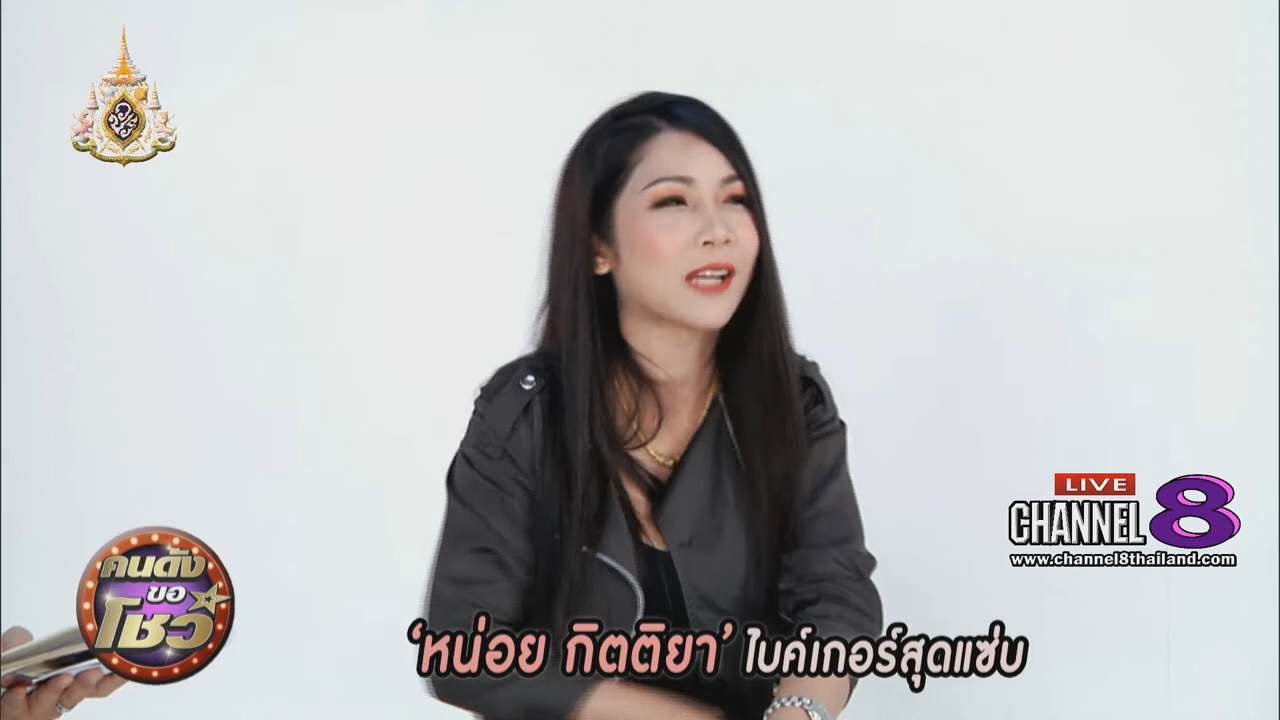 LIVE
CHANNEL 8
www.channel8thailand.com
คนดัง
ขอ
โชว์
'หน่อย กิตติยา' ไบค์เกอร์สุดแซ่บ